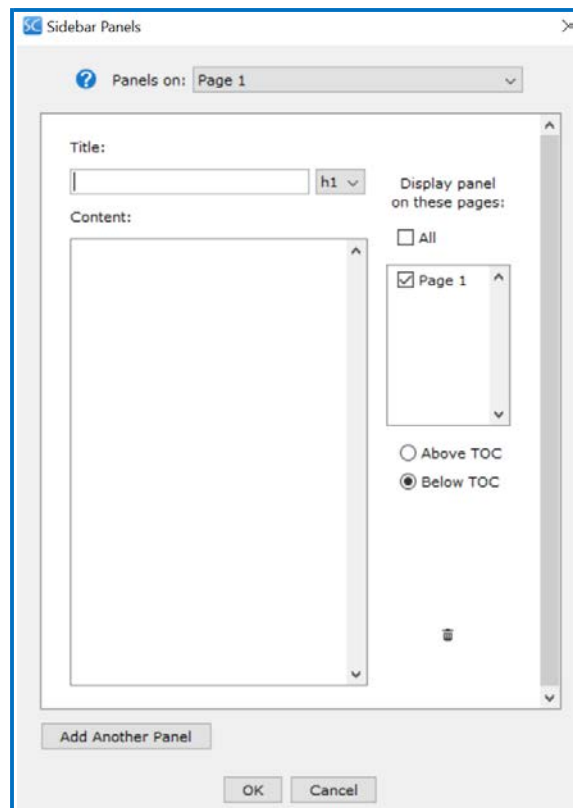 SC Sidebar Panels
? Panels on: Page 1
Title:
h1
Display panel
on these pages:
Content:
All
Page 1
Above TOC
Below TOC
Add Another Panel
OK Cancel